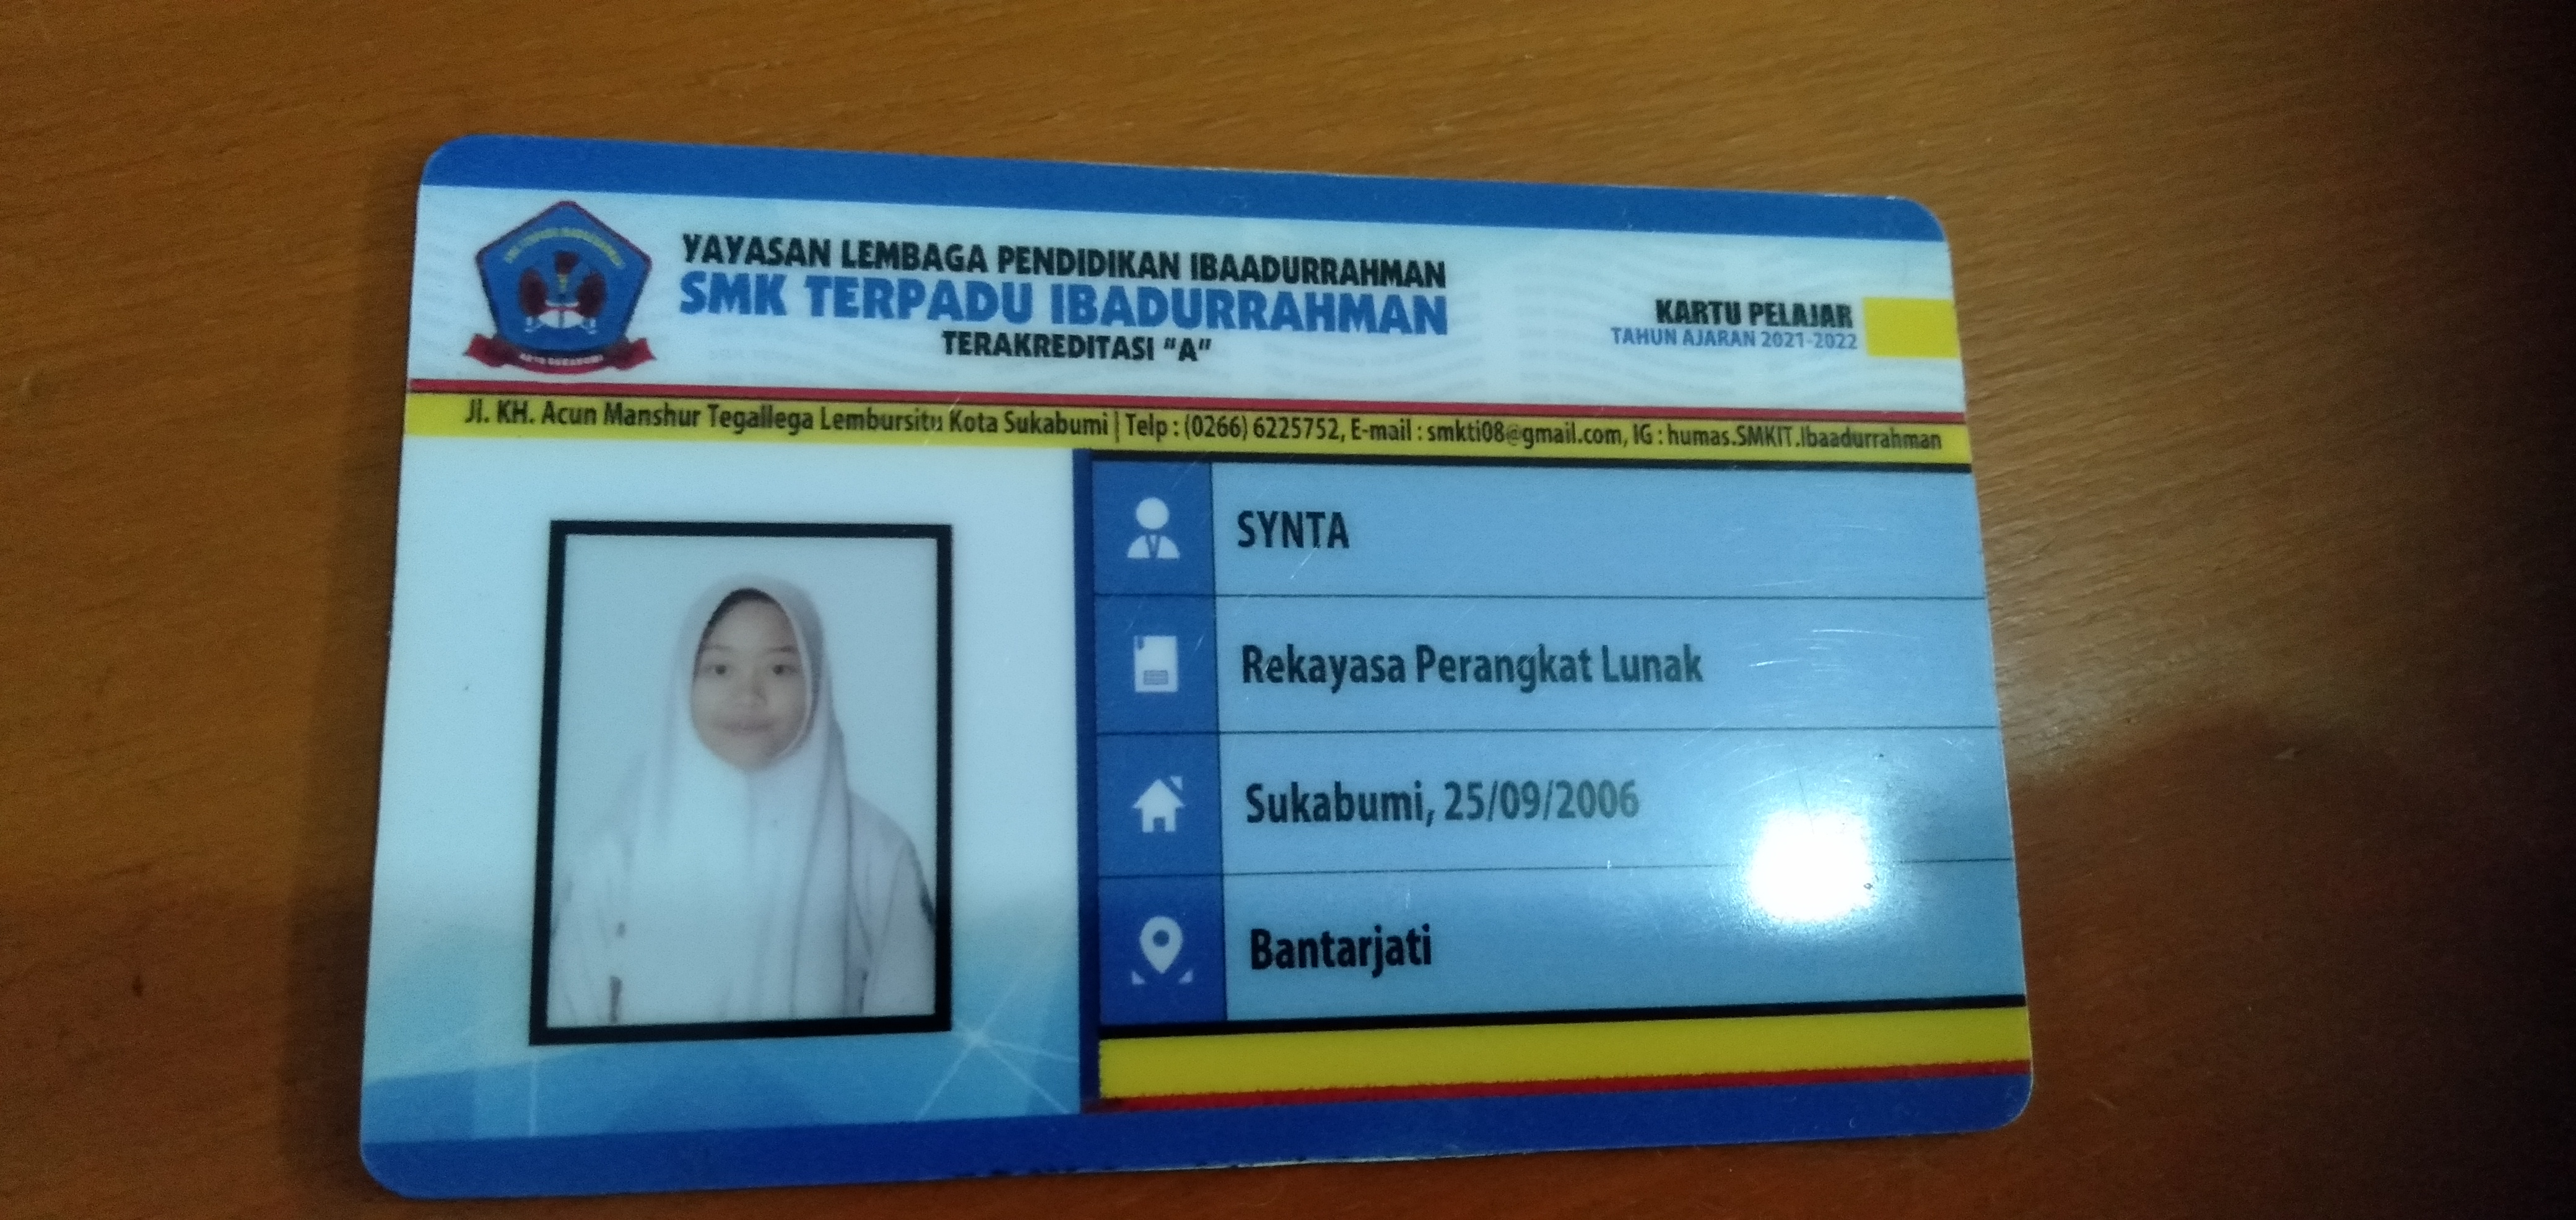 YAYASAN LEMBAGA PENDIDIKAN IBAADURRAHMAN
SMK TERPADU IBADURRAHMAN
TERAKREDITASI "A"
KARTU PELAJAR
TAHUN AJARAN 2021-2022
Jl. KH. Acun Manshur Tegallega Lembursitu Kota Sukabumi | Telp : (0266) 6225752, E-mail : smkti08@gmail.com, IG : humas.SMKIT.Ibaadurrahman
SYNTA
Rekayasa Perangkat Lunak
Sukabumi, 25/09/2006
Bantarjati